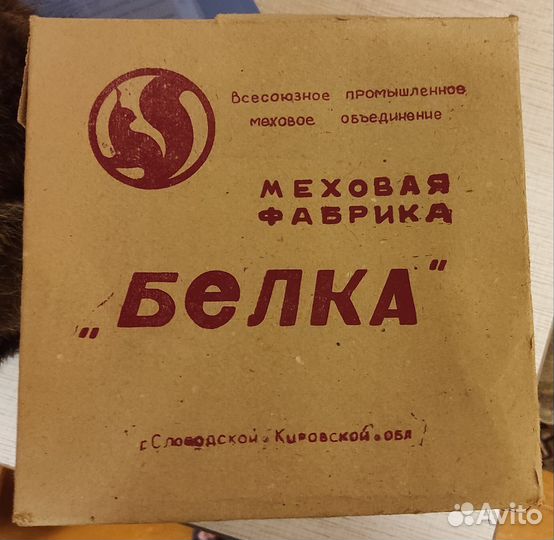 Всесоюзное промышленное
меховое объединение
МЕХОВАЯ
ФАБРИКА
„БЕЛКА“
г. Слободской Кировской обл
Avito